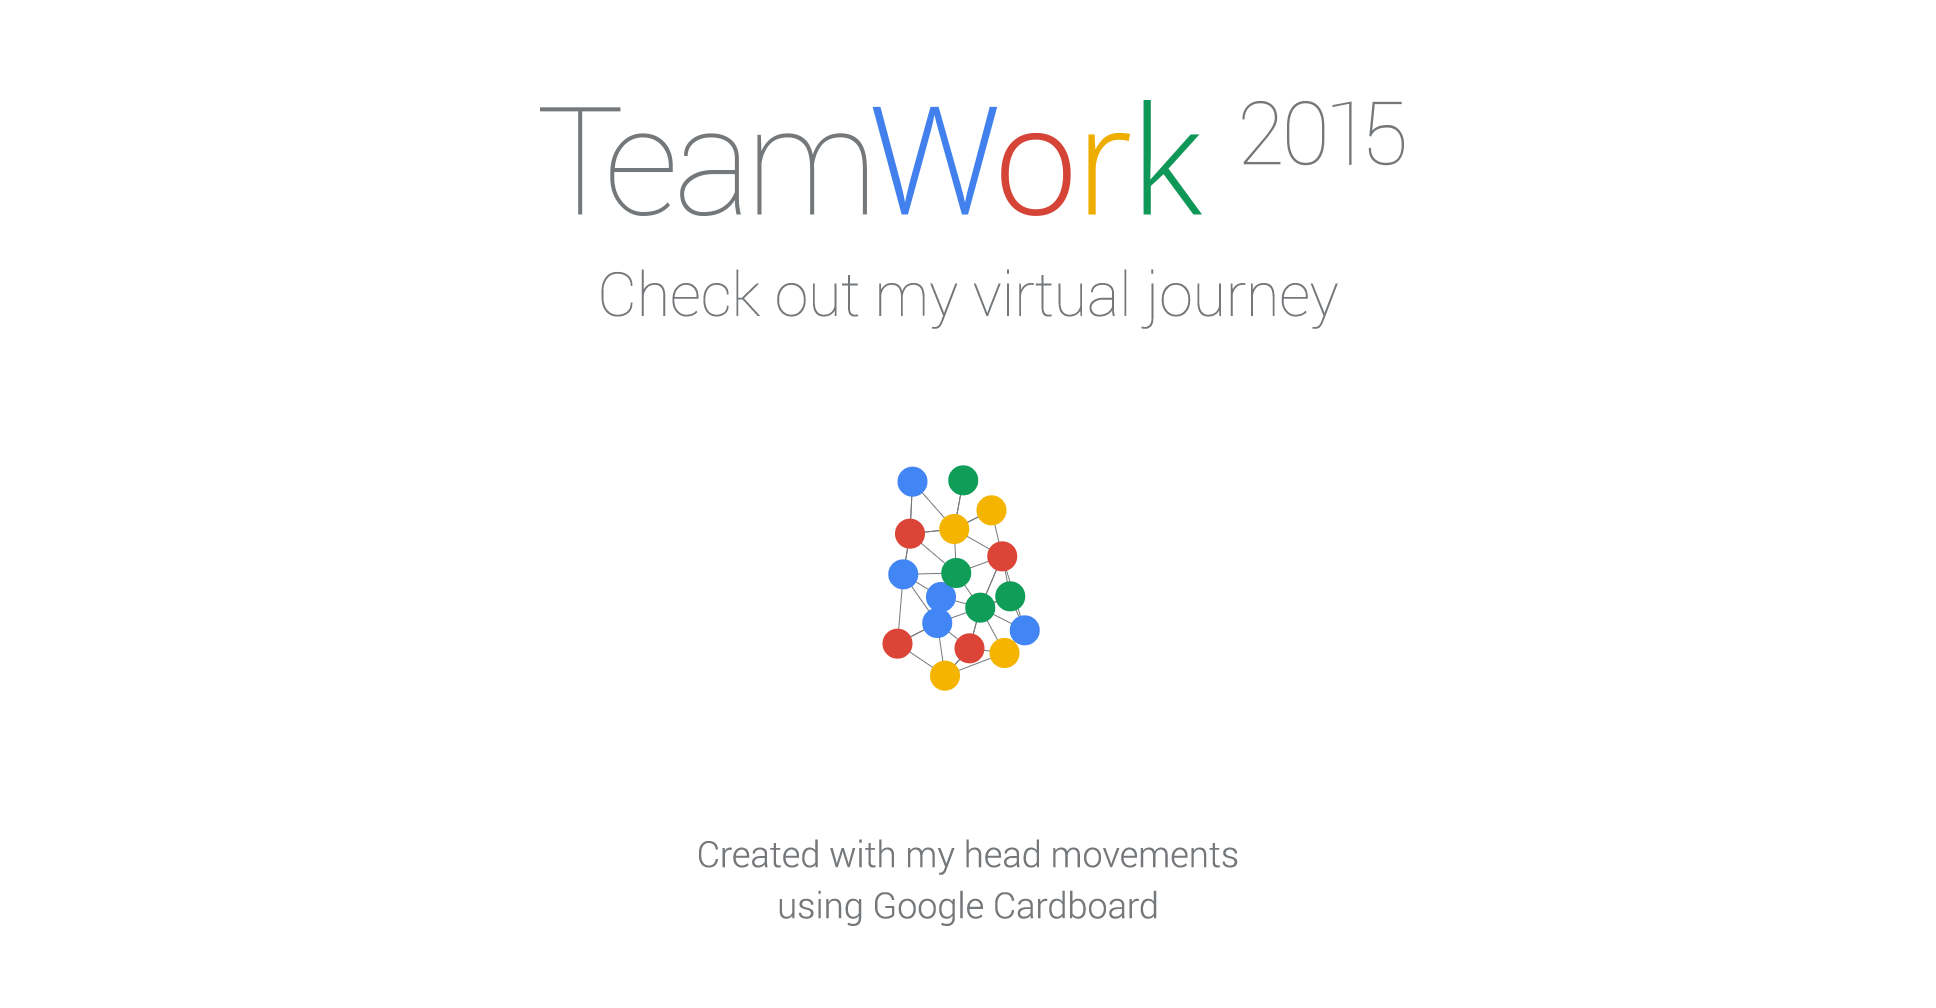 TeamWork 2015
Check out my virtual journey
Created with my head movements
using Google Cardboard